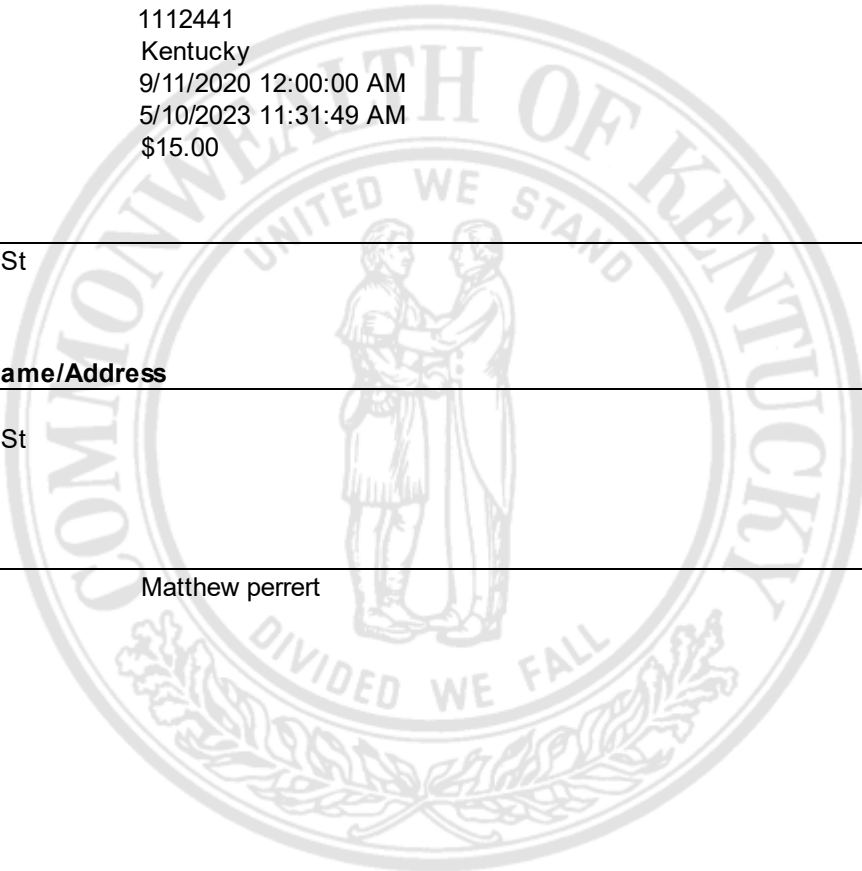 1112441
Kentucky
9/11/2020 12:00:00 AM
5/10/2023 11:31:49 AM
$15.00
COMMONWEALTH OF KENTUCKY
UNITED WE STAND
St
ame/Address
St
Matthew perrert
DIVIDED WE FALL